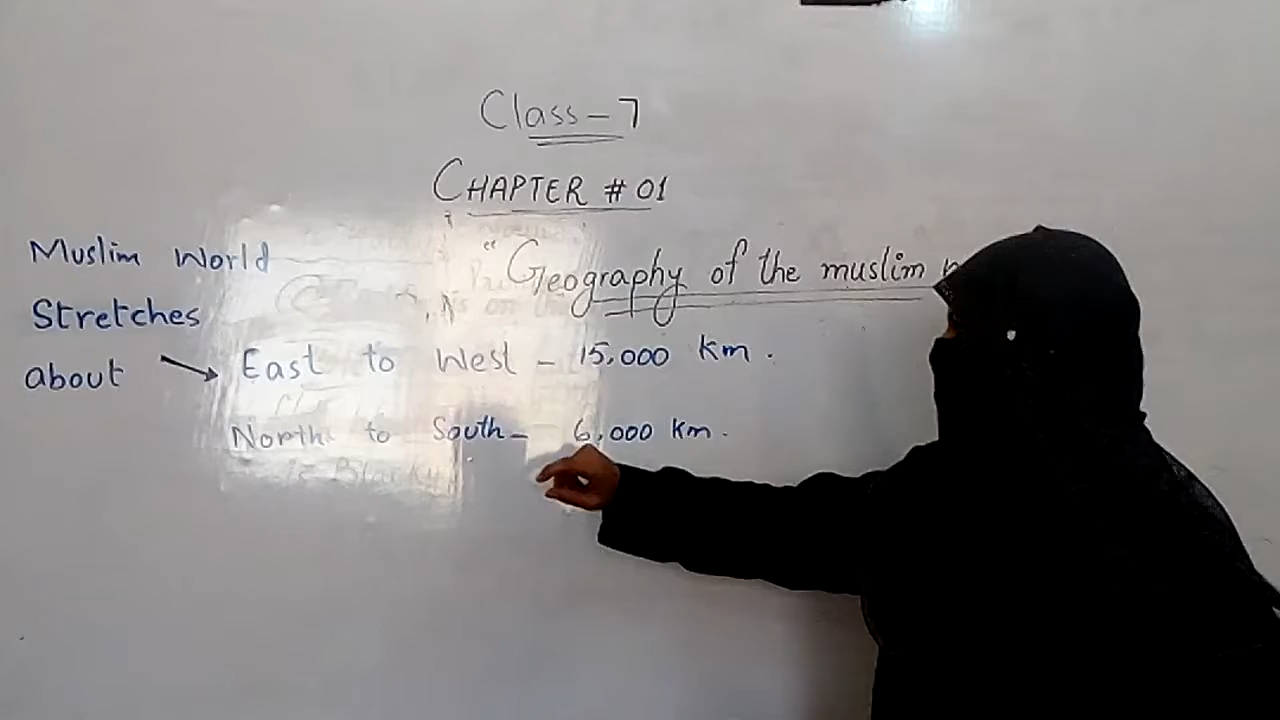 Class - 7
CHAPTER # 01
" Geography of the muslim
Muslim World
Stretches
about
East to West - 15,000 km.
North to South - 6,000 km.